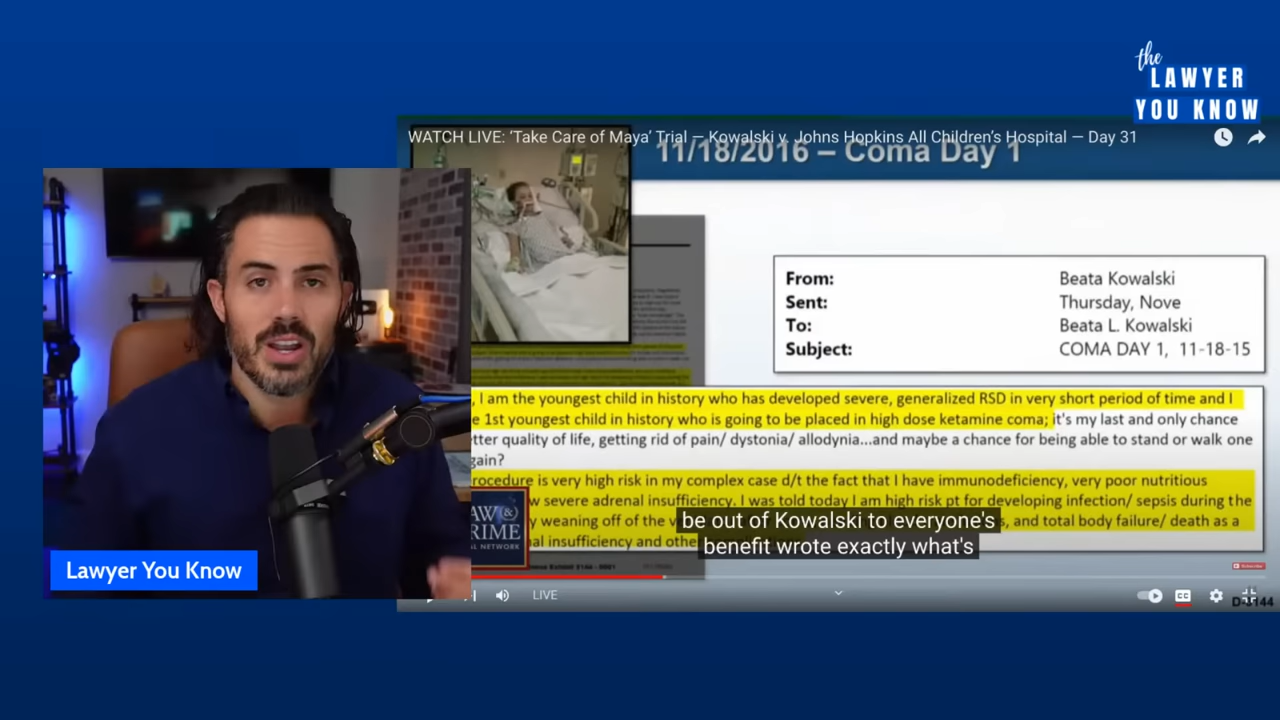 the
LAWYER
YOU KNOW
WATCH LIVE: ‘Take Care of Maya’ Trial — Kowalski v. Johns Hopkins All Children’s Hospital — Day 31
11/18/2016 – Coma Day 1
From: Beata Kowalski
Sent: Thursday, Nove
To: Beata L. Kowalski
Subject: COMA DAY 1, 11-18-15
, I am the youngest child in history who has developed severe, generalized RSD in very short period of time and I
e 1st youngest child in history who is going to be placed in high dose ketamine coma; it's my last and only chance
tter quality of life, getting rid of pain/ dystonia/ allodynia...and maybe a chance for being able to stand or walk one
gain?
rocedure is very high risk in my complex case d/t the fact that I have immunodeficiency, very poor nutritious
w severe adrenal insufficiency. I was told today I am high risk pt for developing infection/ sepsis during the
y weaning off of the v s, and total body failure/ death as a
al insufficiency and othe
be out of Kowalski to everyone's
benefit wrote exactly what's
AW &
RIME
AL NETWORK
Lawyer You Know
LIVE
CC